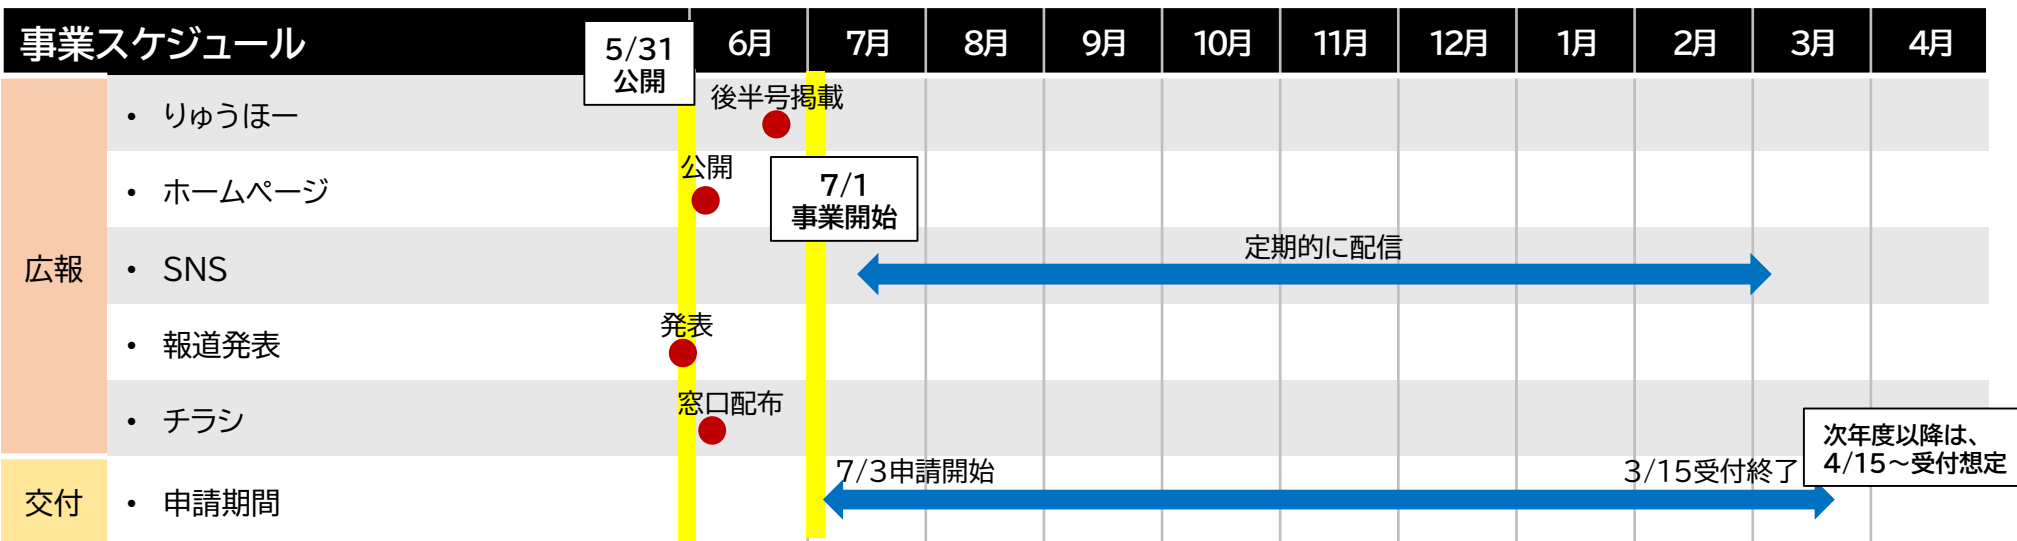 事業スケジュール
5/31
公開
6月
7月
8月
9月
10月
11月
12月
1月
2月
3月
4月
広報
• りゅうほー
後半号掲載
• ホームページ
公開
7/1
事業開始
• SNS
定期的に配信
• 報道発表
発表
• チラシ
窓口配布
次年度以降は、
4/15～受付想定
交付
• 申請期間
7/3申請開始
3/15受付終了